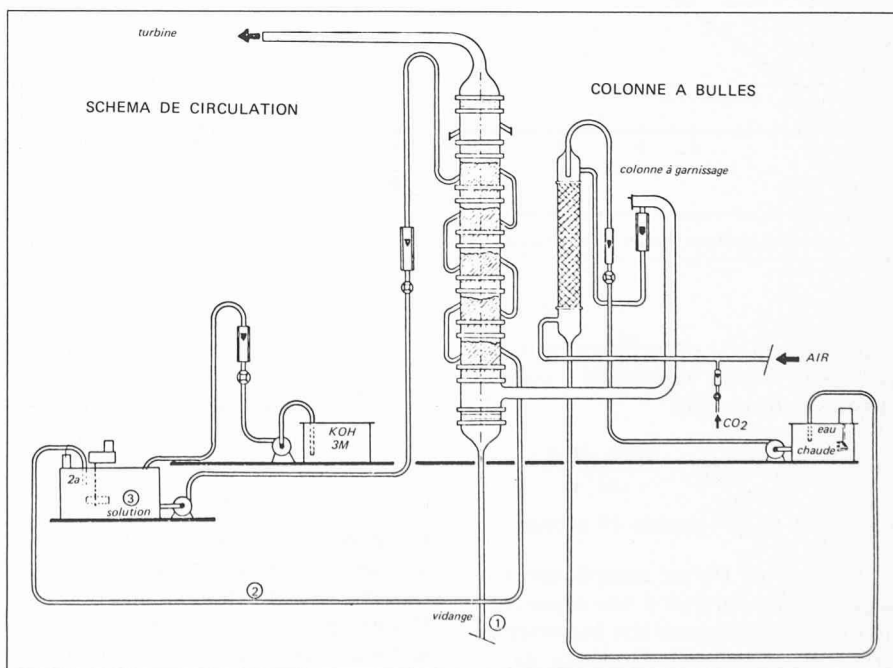 turbine
SCHEMA DE CIRCULATION
COLONNE A BULLES
colonne à garnissage
AIR
CO2
KOH
3M
eau
chaude
2a
3
solution
2
vidange
1